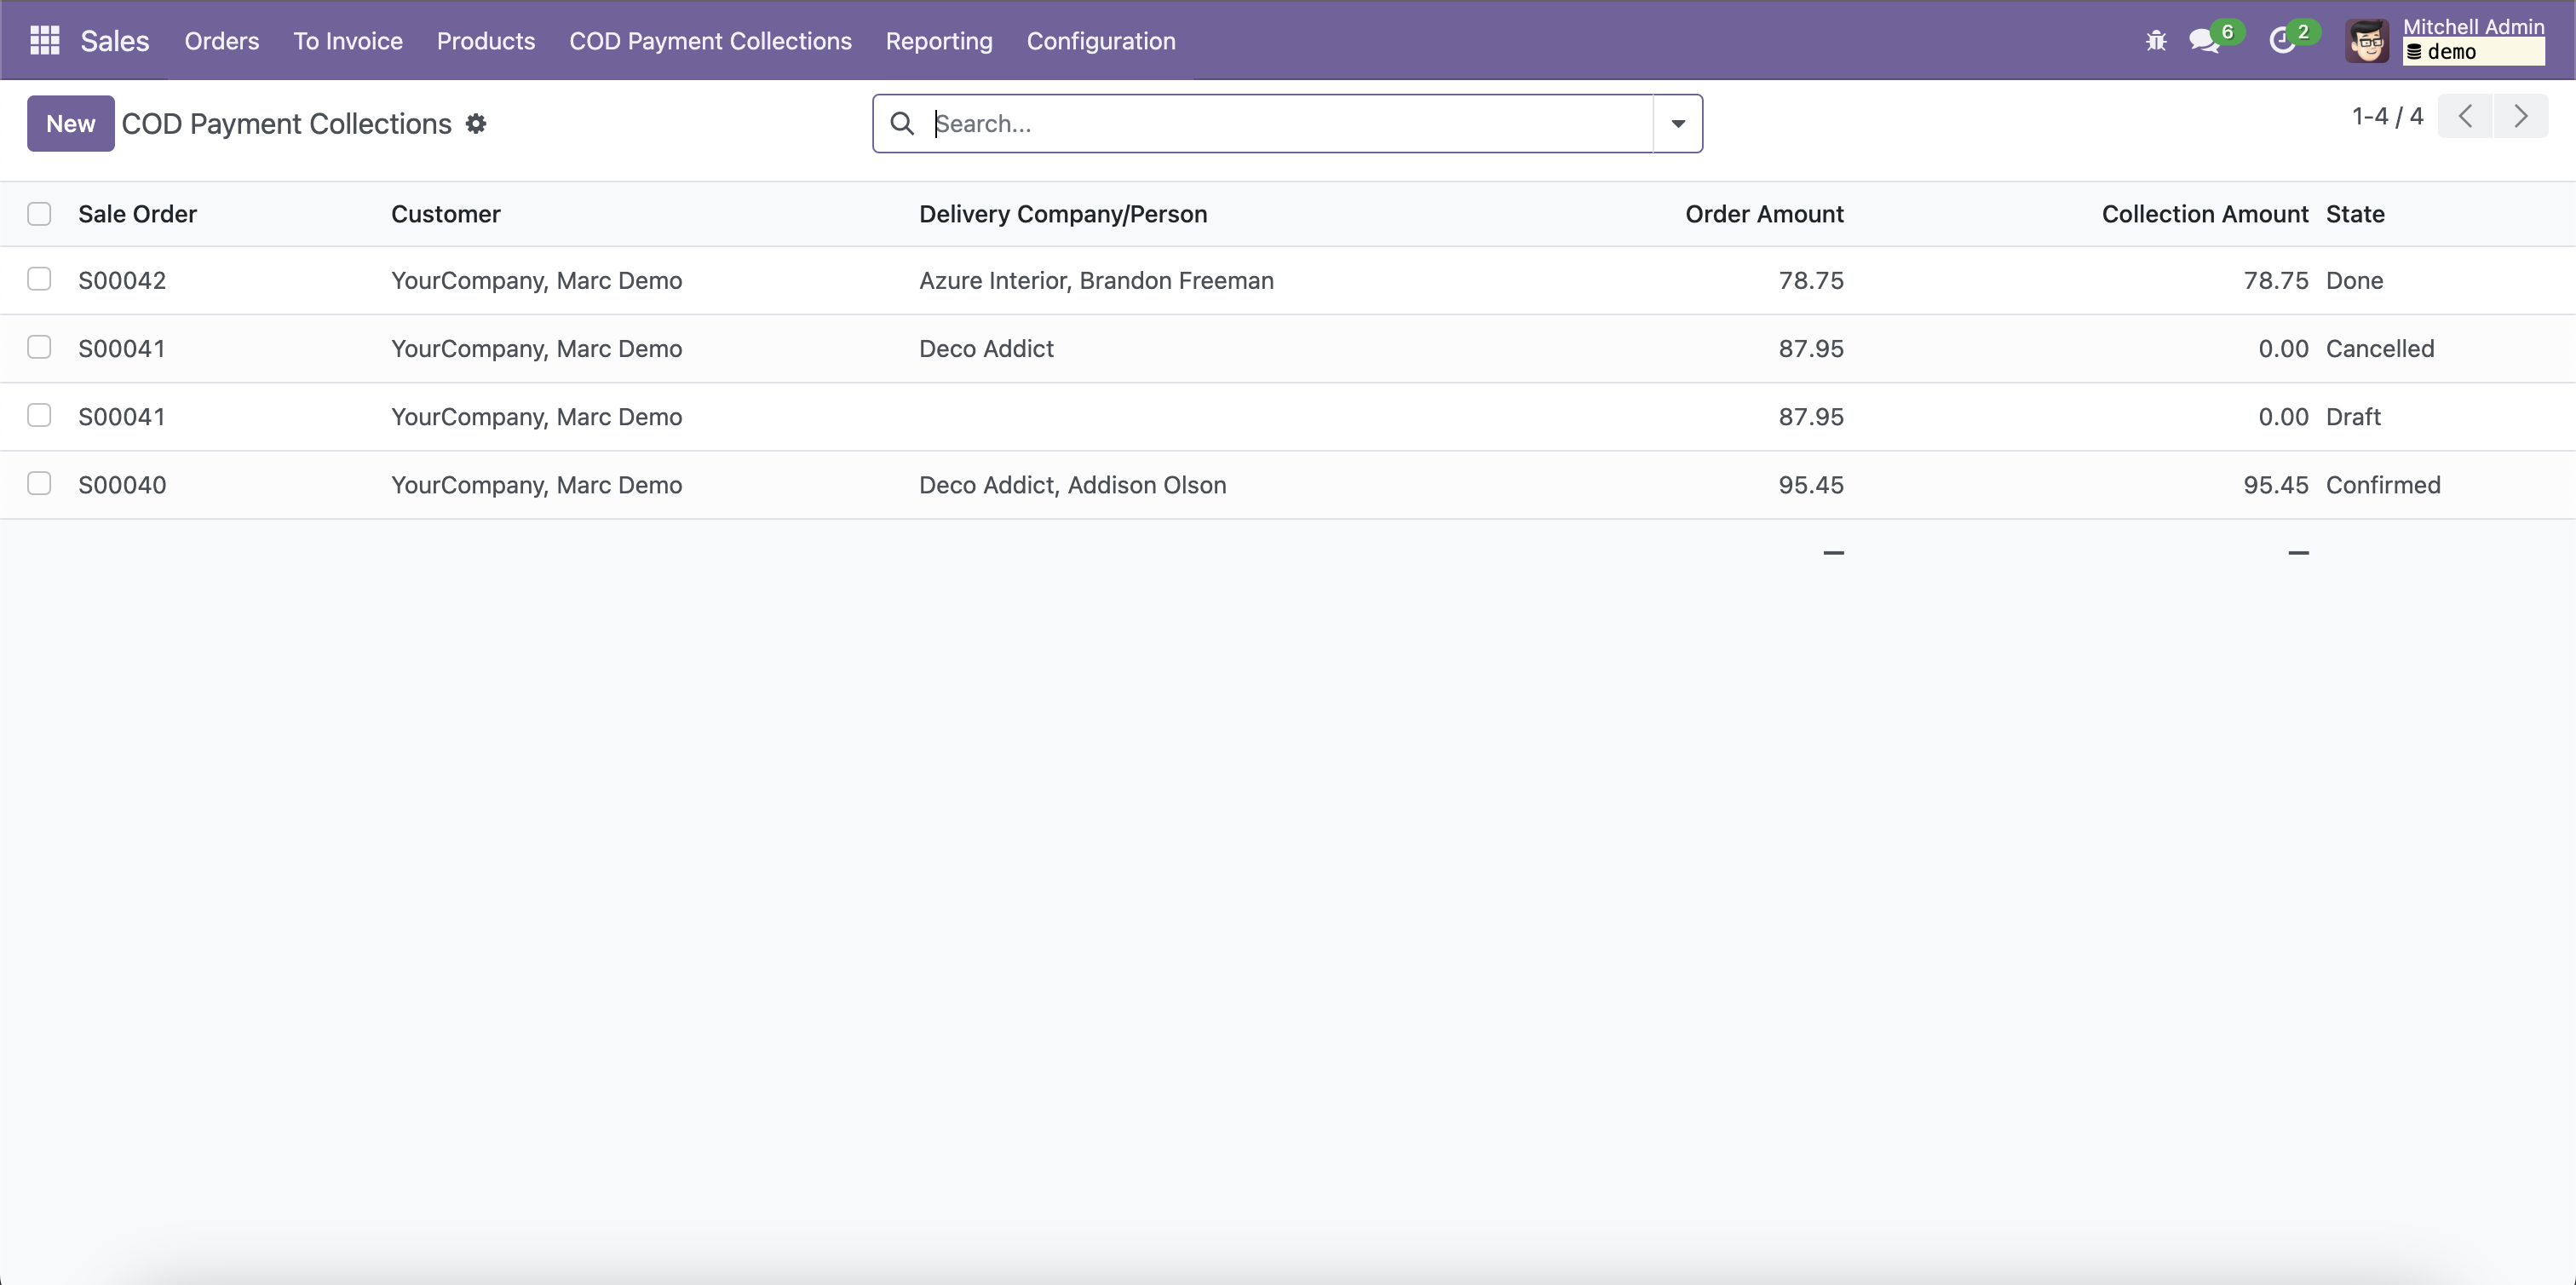 Sales Orders To Invoice Products COD Payment Collections Reporting Configuration 6 2 Mitchell Admin
demo
New COD Payment Collections Search... 1-4 / 4
Sale Order Customer Delivery Company/Person Order Amount Collection Amount State
S00042 YourCompany, Marc Demo Azure Interior, Brandon Freeman 78.75 78.75 Done
S00041 YourCompany, Marc Demo Deco Addict 87.95 0.00 Cancelled
S00041 YourCompany, Marc Demo 87.95 0.00 Draft
S00040 YourCompany, Marc Demo Deco Addict, Addison Olson 95.45 95.45 Confirmed
— —